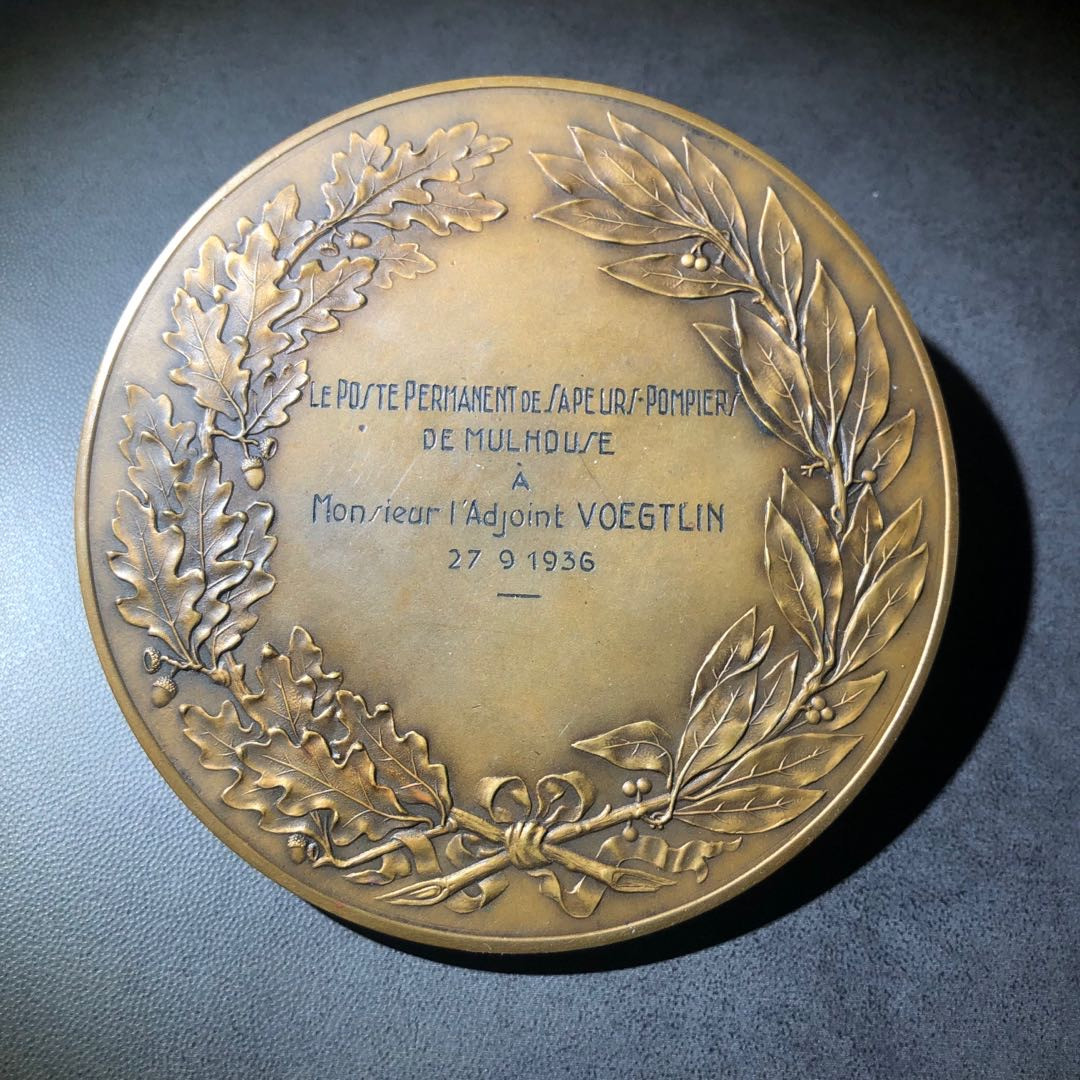 LE POSTE PERMANENT DE SAPEURS-POMPIERS
DE MULHOUSE
À
Monsieur l'Adjoint VOEGTLIN
27 9 1936